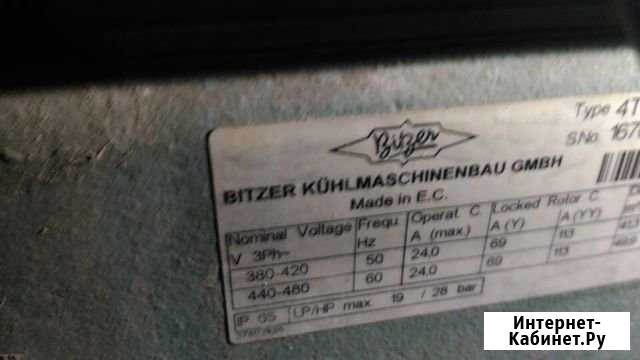 Type 4T
S.No. 167
Bitzer
BITZER KÜHLMASCHINENBAU GMBH
Made in E.C.
Nominal Voltage Frequ. Operat. C Locked Rotor C.
V 3Ph~ Hz A (max.) A (Y) A (YY)
380-420 50 24,0 69 113
440-480 60 24,0 69 113
IP 65 LP/HP max. 19 / 28 bar
Интернет-
Кабинет.Ру